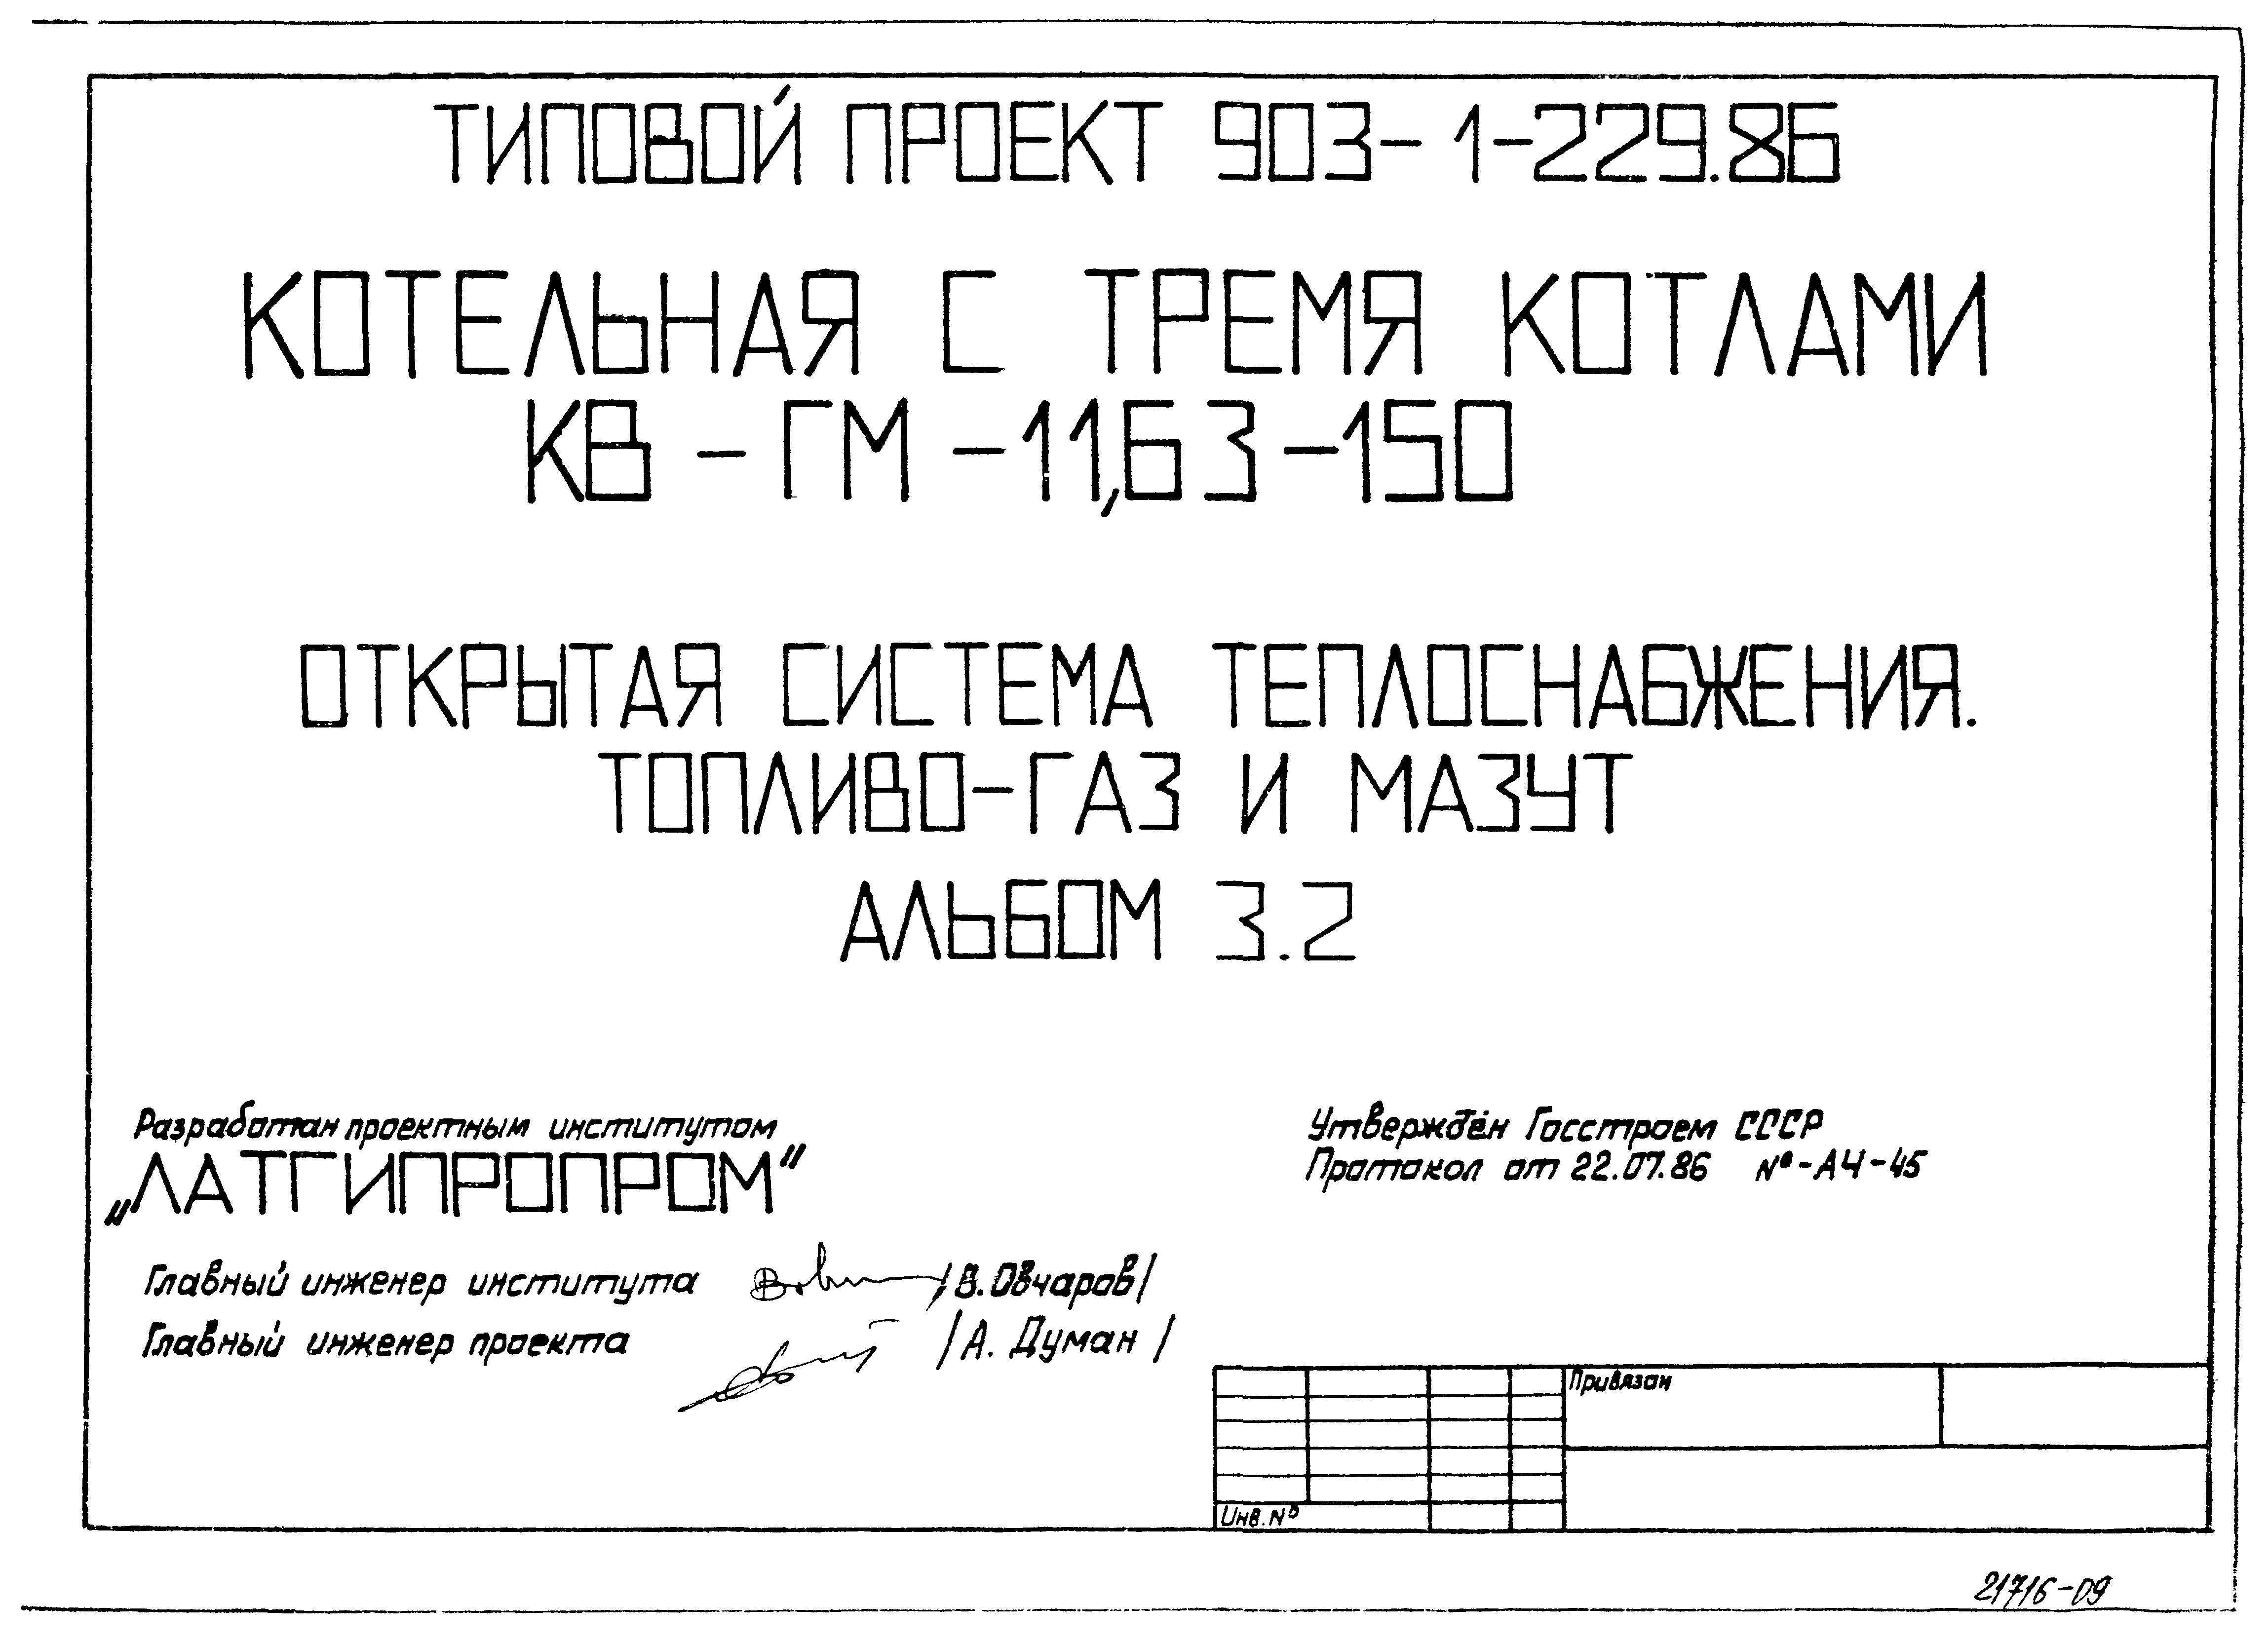 ТИПОВОЙ ПРОЕКТ 903-1-229.86
КОТЕЛЬНАЯ С ТРЕМЯ КОТЛАМИ
КВ-ГМ-11,63-150
ОТКРЫТАЯ СИСТЕМА ТЕПЛОСНАБЖЕНИЯ.
ТОПЛИВО-ГАЗ И МАЗУТ
АЛЬБОМ 3.2
Разработан проектным институтом
„ЛАТГИПРОПРОМ"
Главный инженер института /В.Овчаров/
Главный инженер проекта /А. Думан/
Утверждён Госстроем СССР
Протокол от 22.07.86 №-АЧ-45
Привязан
Инв.№
21716-09